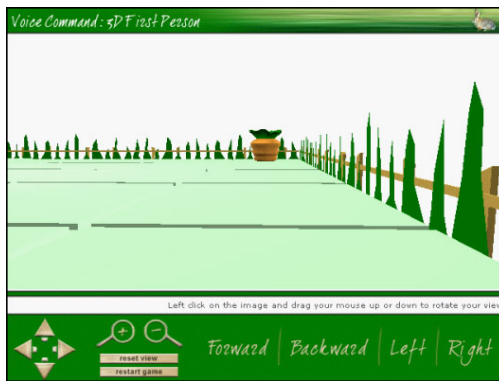 Voice Command: 3D First Person
Left click on the image and drag your mouse up or down to rotate your view
Forward Backward Left Right
reset view
restart game